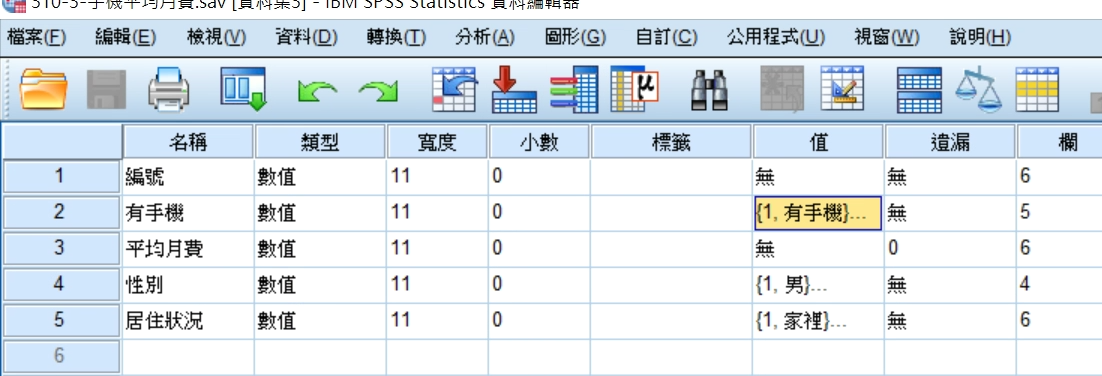 310-3-手機平均月費.sav [資料集3] - IBM SPSS Statistics 資料編輯器
檔案(F) 編輯(E) 檢視(V) 資料(D) 轉換(T) 分析(A) 圖形(G) 自訂(C) 公用程式(U) 視窗(W) 說明(H)
μ
名稱 類型 寬度 小數 標籤 值 遺漏 欄
1 編號 數值 11 0 無 無 6
2 有手機 數值 11 0 {1, 有手機}... 無 5
3 平均月費 數值 11 0 無 0 6
4 性別 數值 11 0 {1, 男}... 無 4
5 居住狀況 數值 11 0 {1, 家裡}... 無 6
6